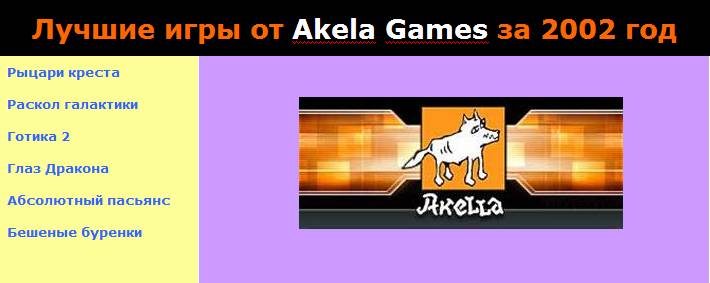 Лучшие игры от Akela Games за 2002 год
Рыцари креста
Раскол галактики
Готика 2
Глаз Дракона
Абсолютный пасьянс
Бешеные буренки
Akella